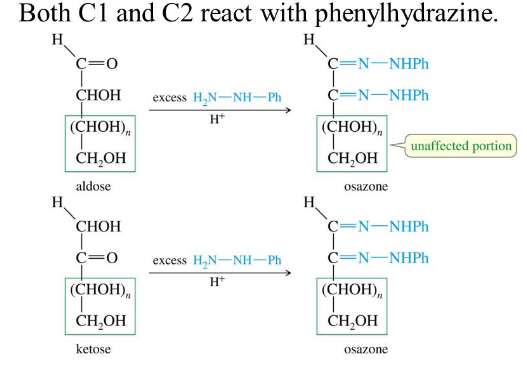 Both C1 and C2 react with phenylhydrazine.
H
C=O
CHOH
(CHOH)n
CH₂OH
aldose
excess H₂N—NH—Ph
H⁺
H
C=N—NHPh
C=N—NHPh
(CHOH)n
CH₂OH
unaffected portion
osazone
H
CHOH
C=O
(CHOH)n
CH₂OH
ketose
excess H₂N—NH—Ph
H⁺
H
C=N—NHPh
C=N—NHPh
(CHOH)n
CH₂OH
osazone